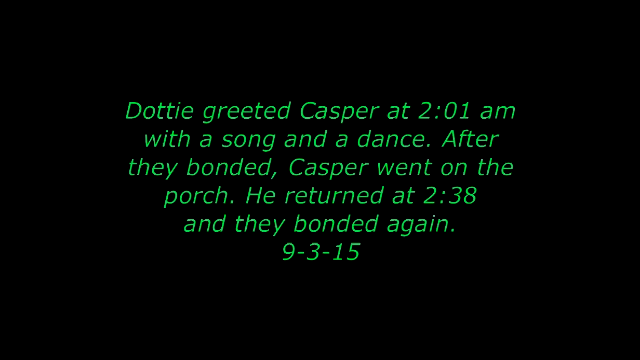 Dottie greeted Casper at 2:01 am
with a song and a dance. After
they bonded, Casper went on the
porch. He returned at 2:38
and they bonded again.
9-3-15